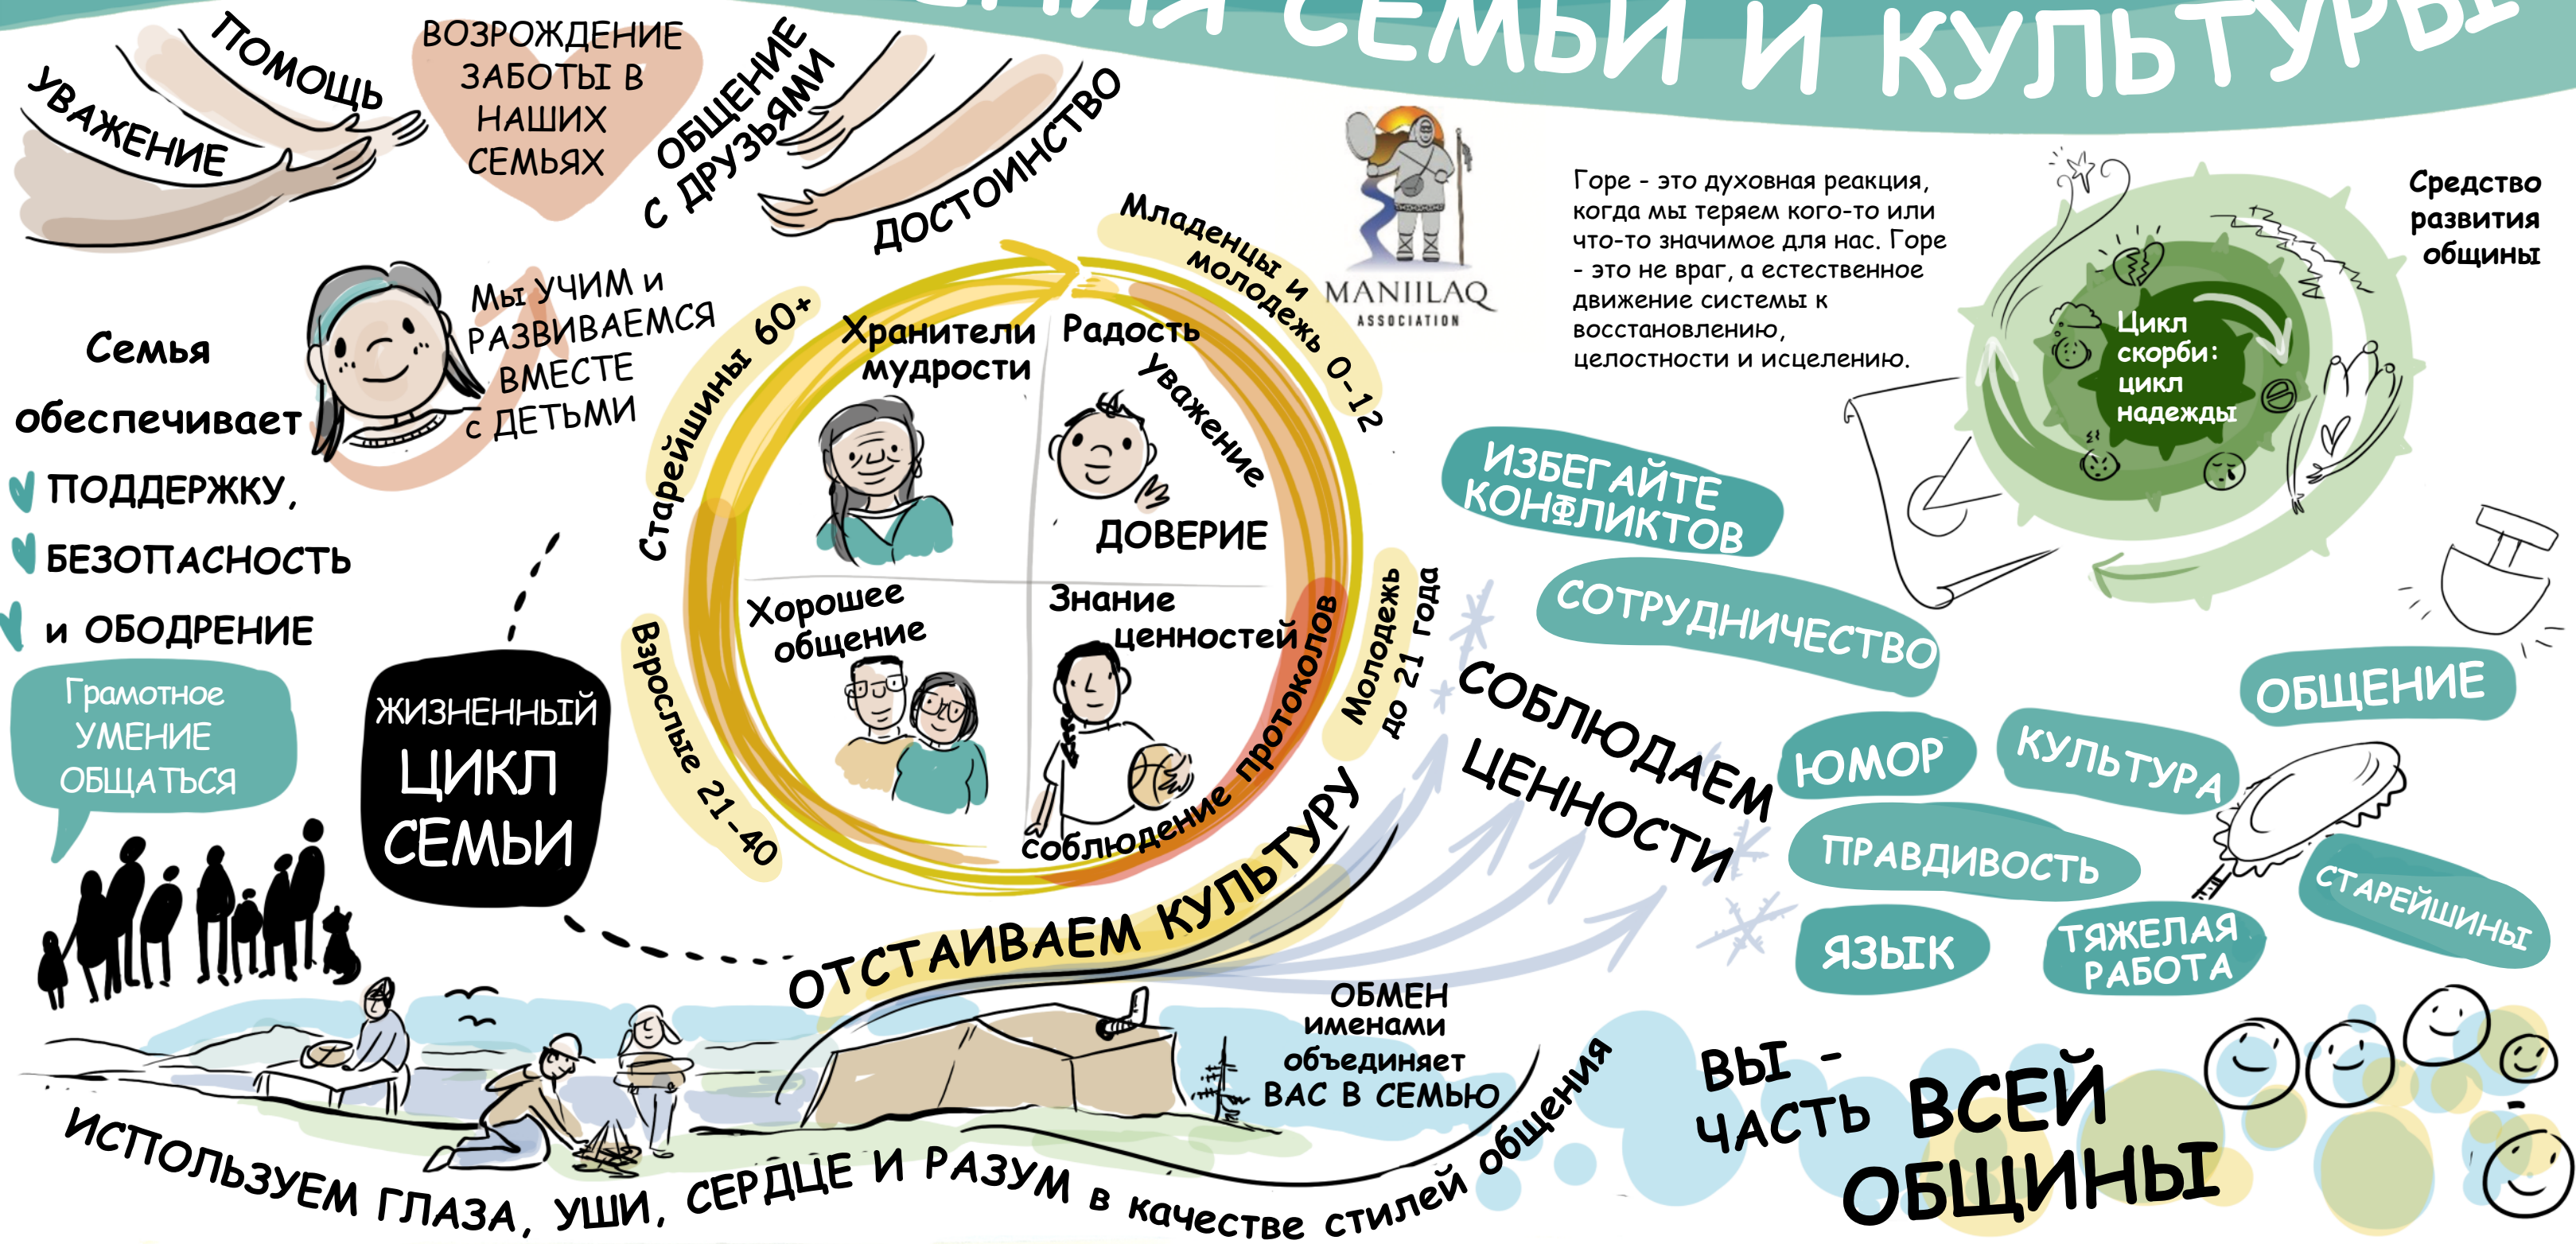 СЕМЬИ И КУЛЬТУРЫ
УВАЖЕНИЕ
ПОМОЩЬ
ВОЗРОЖДЕНИЕ
ЗАБОТЫ В
НАШИХ
СЕМЬЯХ
ОБЩЕНИЕ
С ДРУЗЬЯМИ
ДОСТОИНСТВО
Семья
обеспечивает
ПОДДЕРЖКУ,
БЕЗОПАСНОСТЬ
и ОБОДРЕНИЕ
Мы УЧИМ и
РАЗВИВАЕМСЯ
ВМЕСТЕ
с ДЕТЬМИ
Грамотное
УМЕНИЕ
ОБЩАТЬСЯ
ЖИЗНЕННЫЙ
ЦИКЛ
СЕМЬИ
Старейшины 60+
Хранители
мудрости
Младенцы и
молодежь 0-12
Радость
уважение
ДОВЕРИЕ
Взрослые 21-40
Хорошее
общение
Молодежь
до 21 года
Знание
ценностей
соблюдение протоколов
MANIILAQ
ASSOCIATION
Горе - это духовная реакция,
когда мы теряем кого-то или
что-то значимое для нас. Горе
- это не враг, а естественное
движение системы к
восстановлению,
целостности и исцелению.
Цикл
скорби:
цикл
надежды
Средство
развития
общины
ИЗБЕГАЙТЕ
КОНФЛИКТОВ
СОТРУДНИЧЕСТВО
СОБЛЮДАЕМ
ЦЕННОСТИ
ОБЩЕНИЕ
ЮМОР
КУЛЬТУРА
ПРАВДИВОСТЬ
СТАРЕЙШИНЫ
ЯЗЫК
ТЯЖЕЛАЯ
РАБОТА
ОТСТАИВАЕМ КУЛЬТУРУ
ОБМЕН
именами
объединяет
ВАС В СЕМЬЮ
ИСПОЛЬЗУЕМ ГЛАЗА, УШИ, СЕРДЦЕ И РАЗУМ в качестве стилей общения
ВЫ -
ЧАСТЬ ВСЕЙ
ОБЩИНЫ